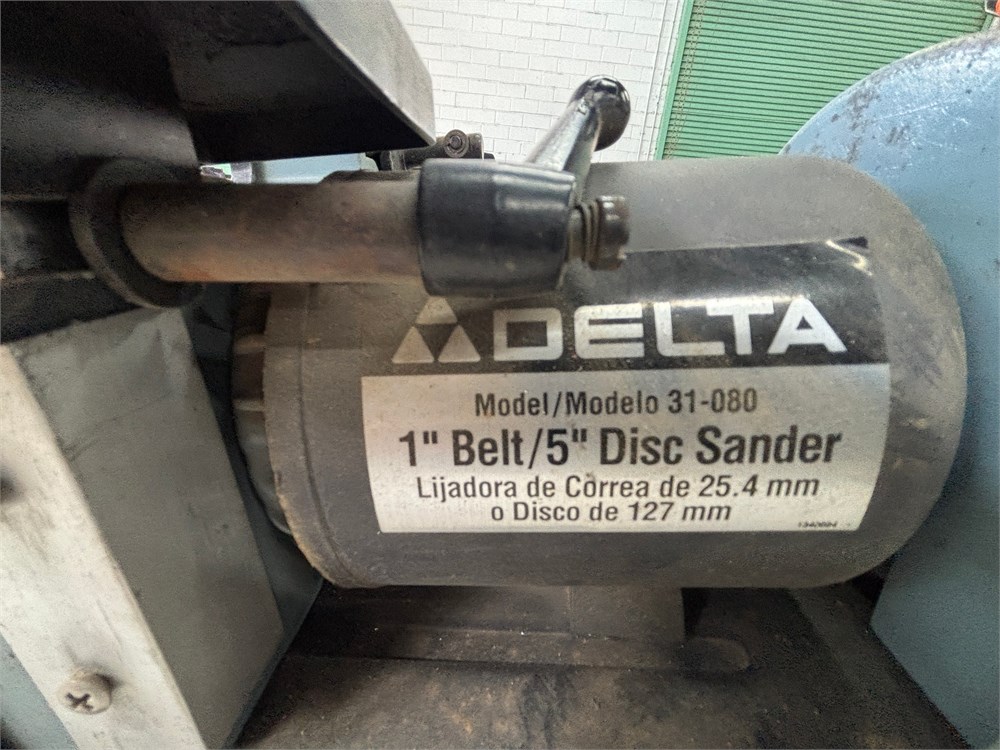 DELTA
Model/Modelo 31-080
1" Belt/5" Disc Sander
Lijadora de Còrrea de 25.4 mm
o Disco de 127 mm